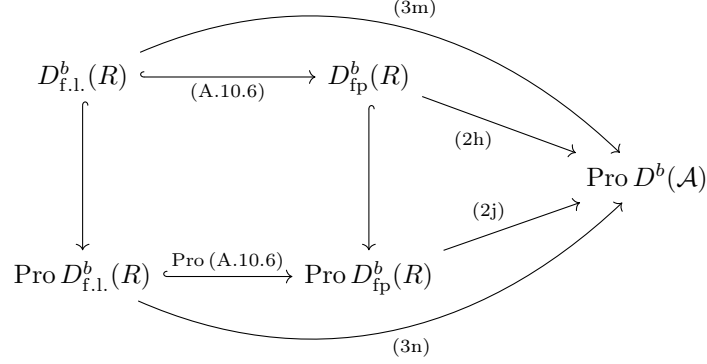 (3m)
D^b_{f.l.}(R)
D^b_{fp}(R)
(A.10.6)
(2h)
Pro D^b(𝒜)
(2j)
Pro (A.10.6)
Pro D^b_{f.l.}(R)
Pro D^b_{fp}(R)
(3n)